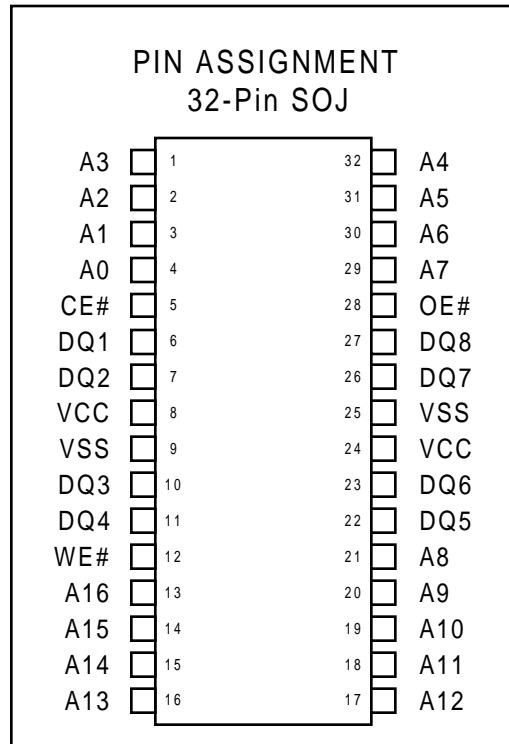 PIN ASSIGNMENT
32-Pin SOJ
A3 1 32 A4
A2 2 31 A5
A1 3 30 A6
A0 4 29 A7
CE# 5 28 OE#
DQ1 6 27 DQ8
DQ2 7 26 DQ7
VCC 8 25 VSS
VSS 9 24 VCC
DQ3 10 23 DQ6
DQ4 11 22 DQ5
WE# 12 21 A8
A16 13 20 A9
A15 14 19 A10
A14 15 18 A11
A13 16 17 A12